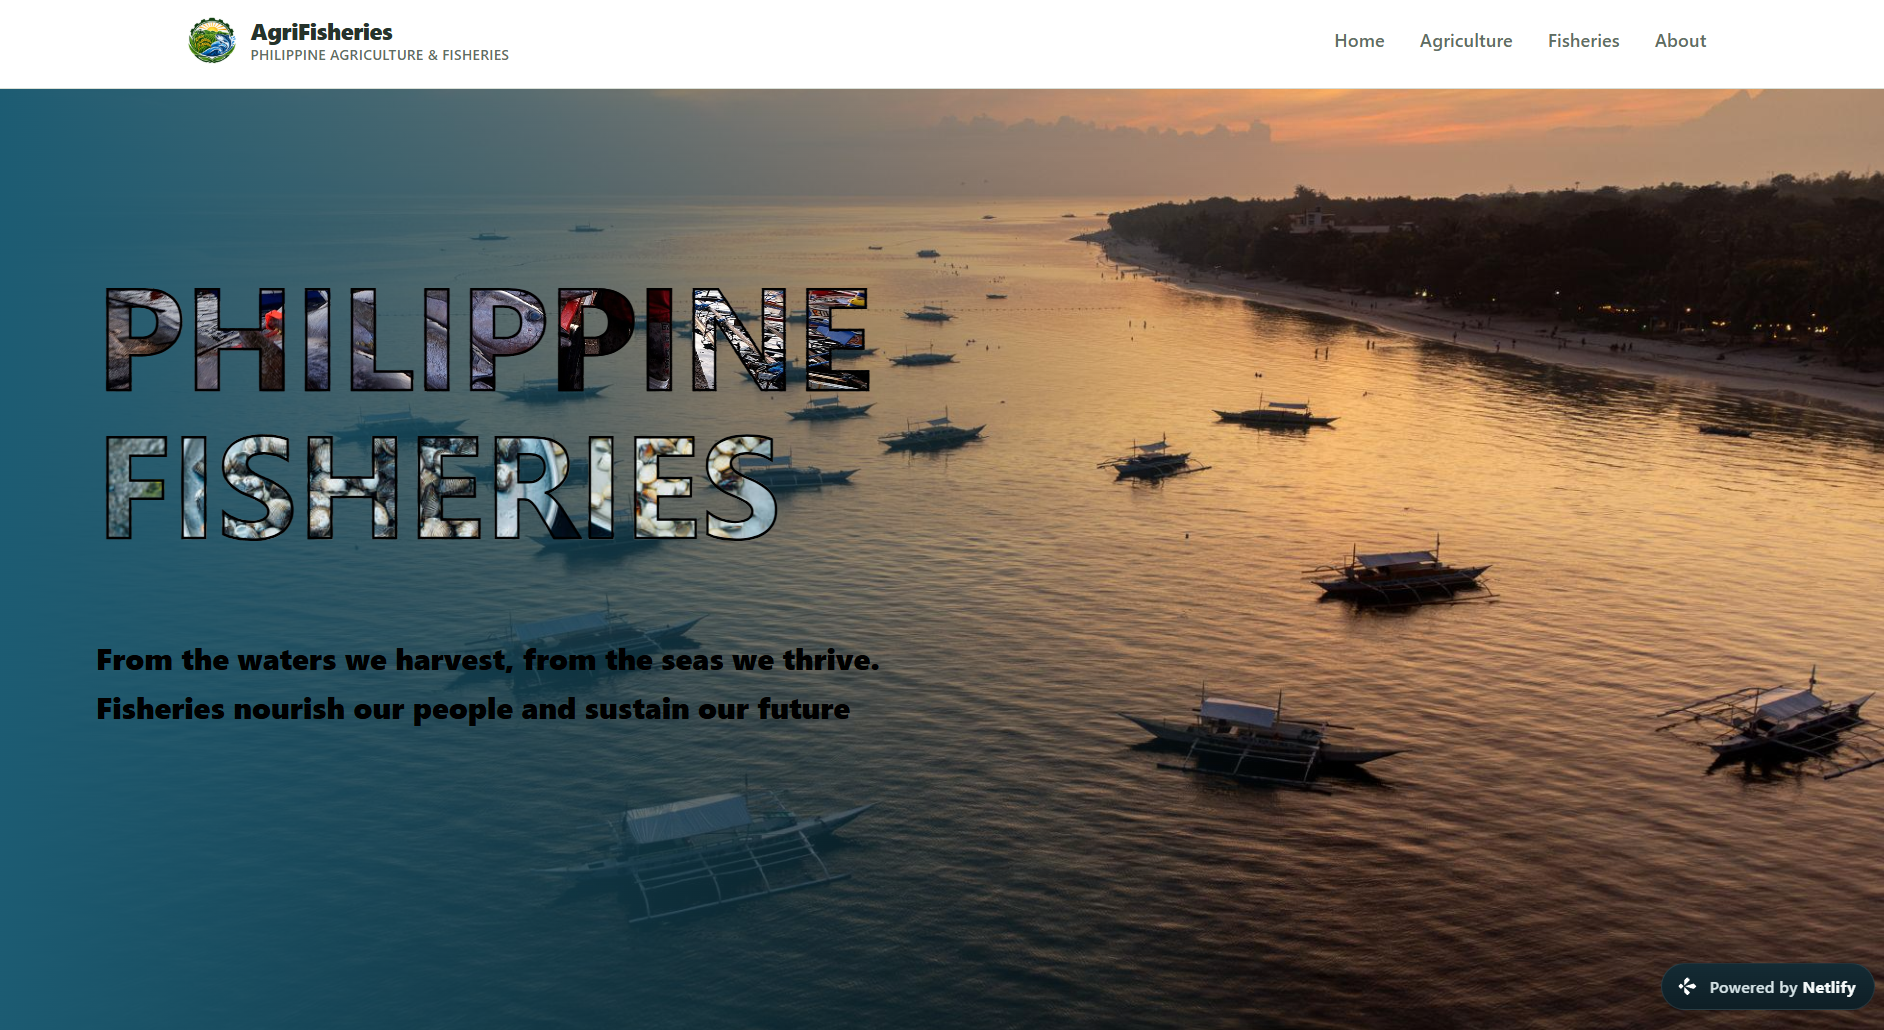 AgriFisheries
PHILIPPINE AGRICULTURE & FISHERIES
Home Agriculture Fisheries About
PHILIPPINE
FISHERIES
From the waters we harvest, from the seas we thrive.
Fisheries nourish our people and sustain our future
Powered by Netlify